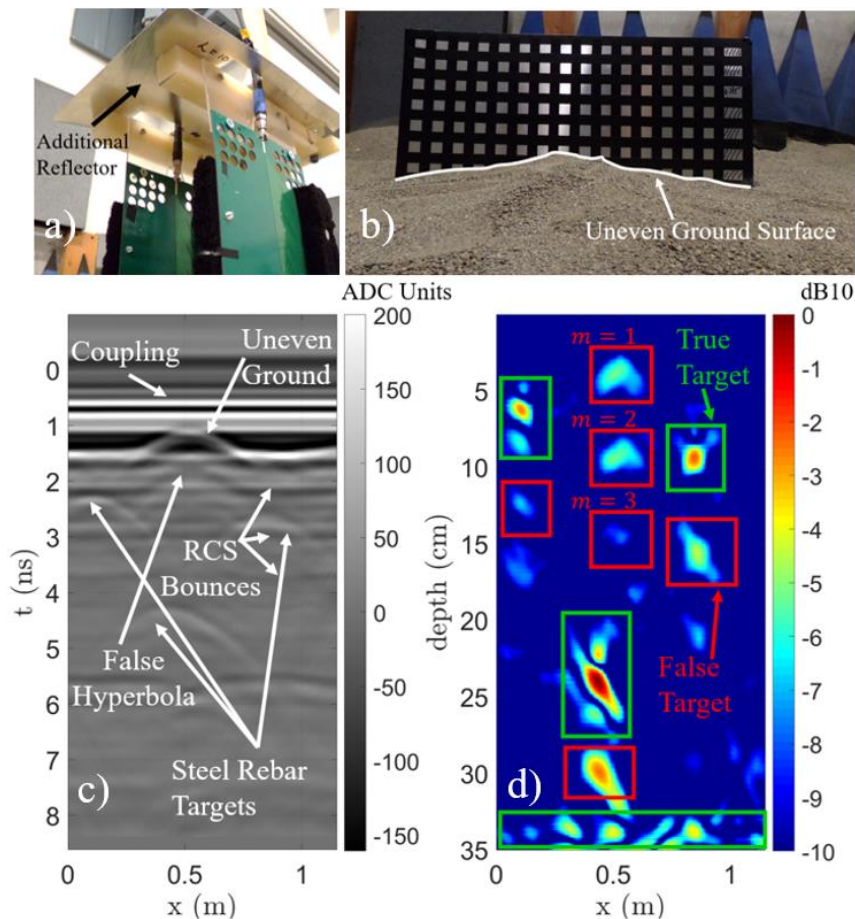 Additional
Reflector
a)
Uneven Ground Surface
b)
ADC Units
200
150
100
50
0
-50
-100
-150
Coupling
Uneven
Ground
RCS
Bounces
False
Hyperbola
Steel Rebar
Targets
c)
t (ns)
0
1
2
3
4
5
6
7
8
0
0.5
1
x (m)
dB10
0
-1
-2
-3
-4
-5
-6
-7
-8
-9
-10
m = 1
m = 2
m = 3
True
Target
False
Target
d)
depth (cm)
5
10
15
20
25
30
35
0
0.5
1
x (m)